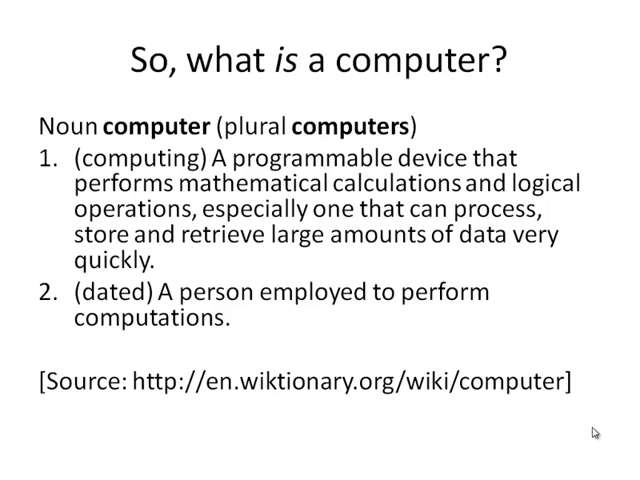 So, what is a computer?
Noun computer (plural computers)
1. (computing) A programmable device that
performs mathematical calculations and logical
operations, especially one that can process,
store and retrieve large amounts of data very
quickly.
2. (dated) A person employed to perform
computations.
[Source: http://en.wiktionary.org/wiki/computer]